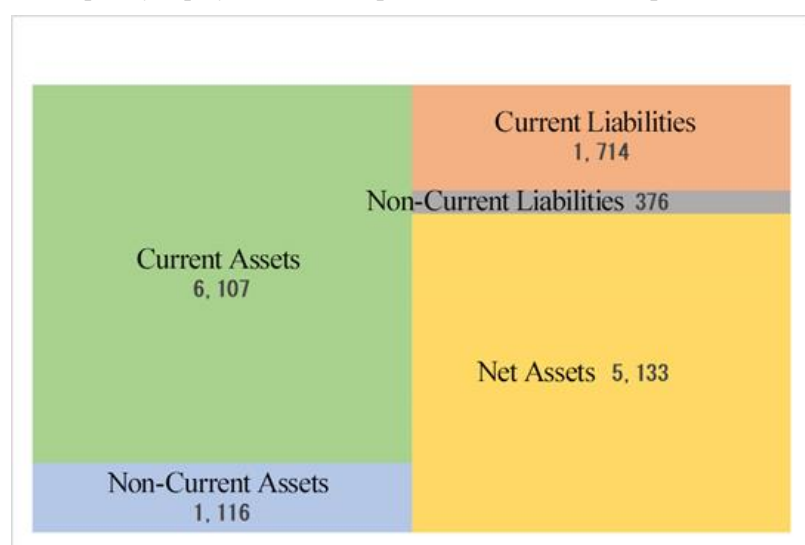 Current Assets
6,107
Non-Current Assets
1,116
Current Liabilities
1,714
Non-Current Liabilities 376
Net Assets 5,133